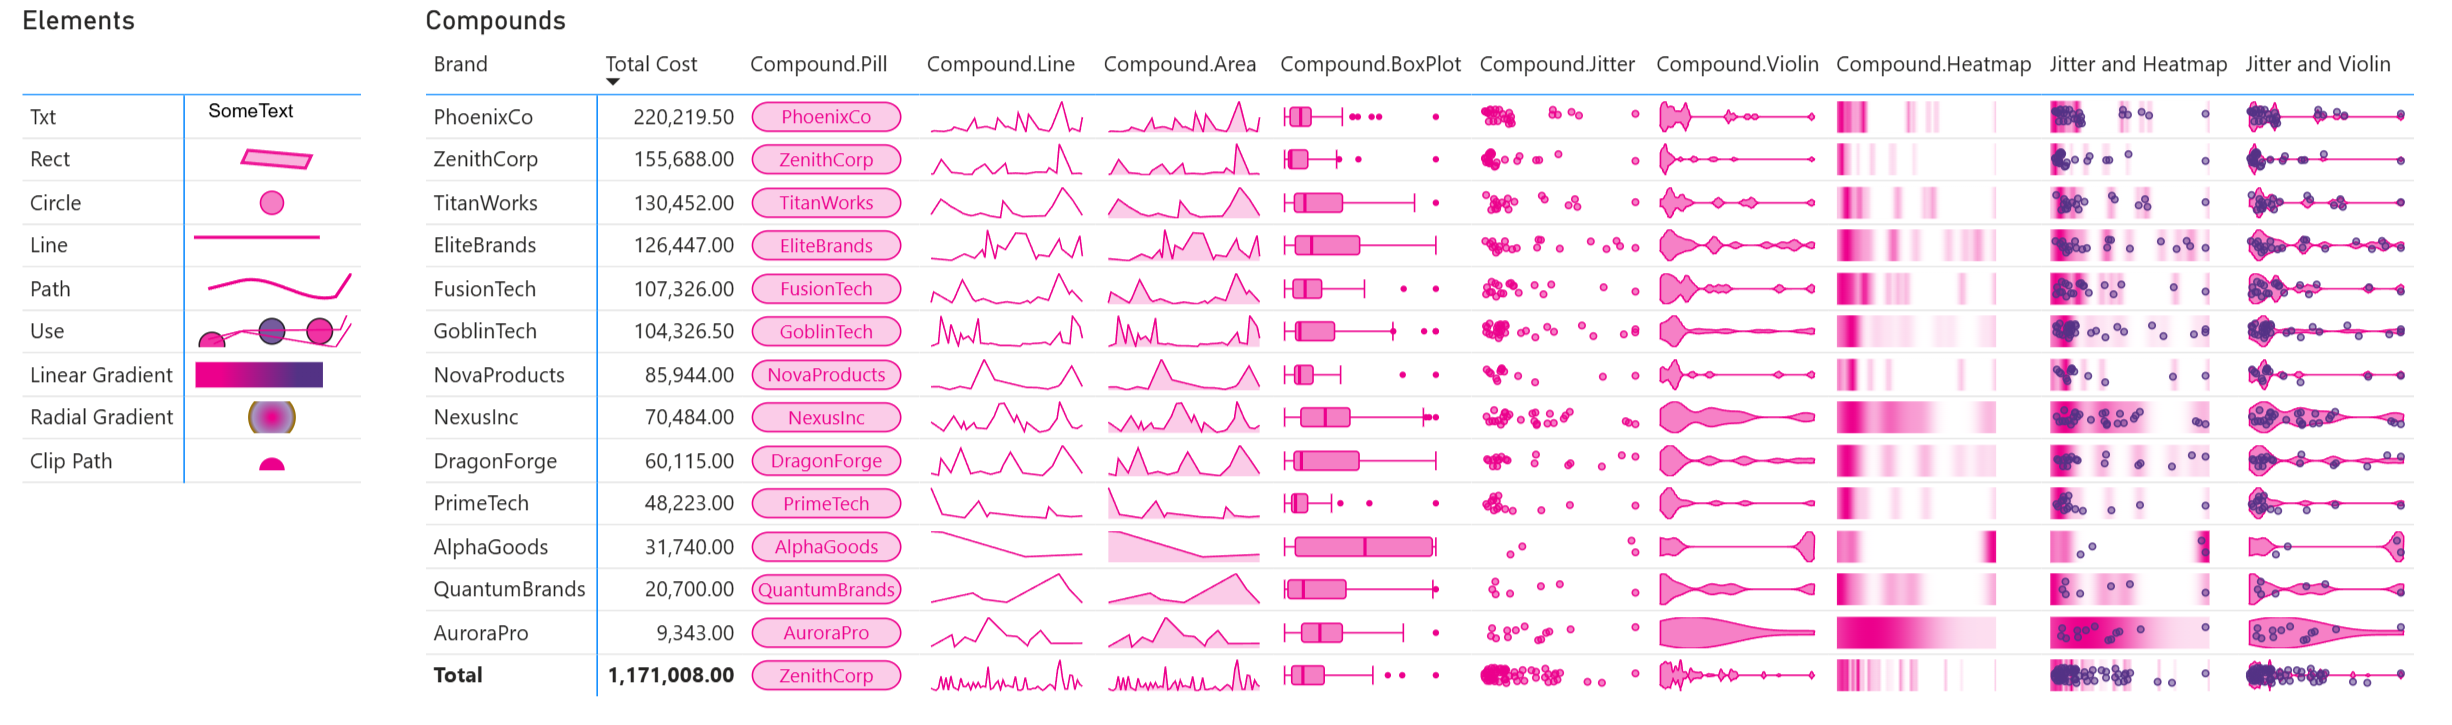 Elements
Compounds
Brand Total Cost Compound.Pill Compound.Line Compound.Area Compound.BoxPlot Compound.Jitter Compound.Violin Compound.Heatmap Jitter and Heatmap Jitter and Violin
Txt SomeText
Rect
Circle
Line
Path
Use
Linear Gradient
Radial Gradient
Clip Path
PhoenixCo 220,219.50 PhoenixCo
ZenithCorp 155,688.00 ZenithCorp
TitanWorks 130,452.00 TitanWorks
EliteBrands 126,447.00 EliteBrands
FusionTech 107,326.00 FusionTech
GoblinTech 104,326.50 GoblinTech
NovaProducts 85,944.00 NovaProducts
NexusInc 70,484.00 NexusInc
DragonForge 60,115.00 DragonForge
PrimeTech 48,223.00 PrimeTech
AlphaGoods 31,740.00 AlphaGoods
QuantumBrands 20,700.00 QuantumBrands
AuroraPro 9,343.00 AuroraPro
Total 1,171,008.00 ZenithCorp